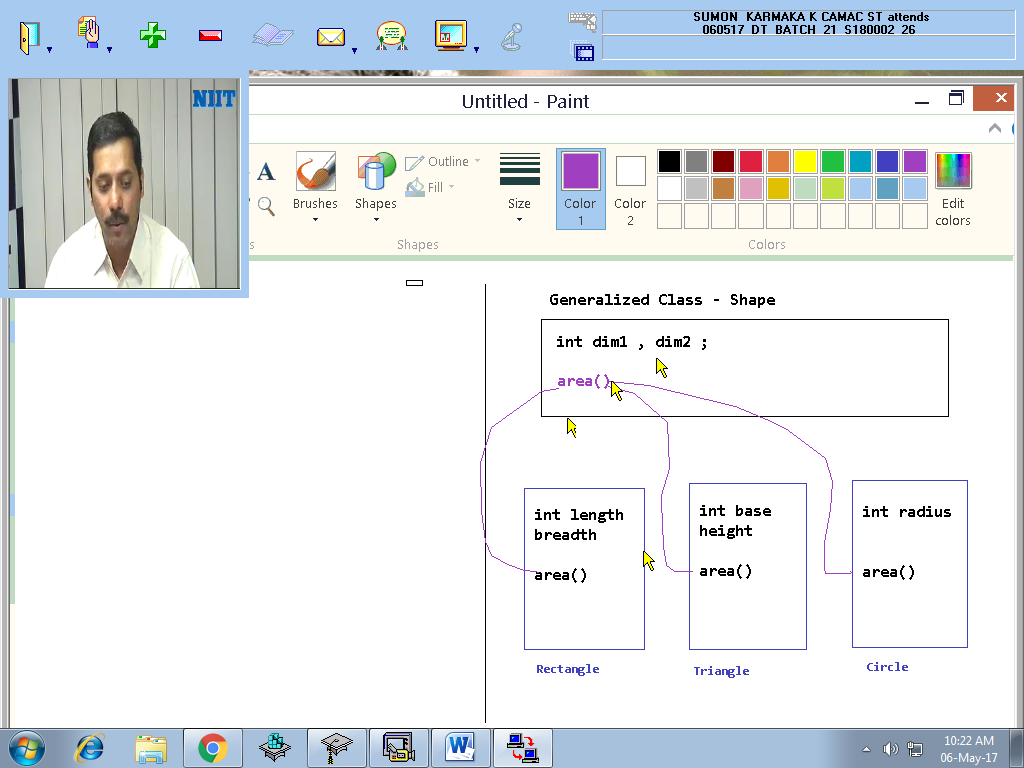 SUMON KARMAKA K CAMAC ST attends
060517 DT BATCH 21 S180002 26
NIIT
Untitled - Paint
A
Outline
Fill
Brushes
Shapes
Size
Color 1
Color 2
Edit colors
s
Shapes
Colors
Generalized Class - Shape
int dim1 , dim2 ;
area()
int length
breadth
area()
Rectangle
int base
height
area()
Triangle
int radius
area()
Circle
W
10:22 AM
06-May-17